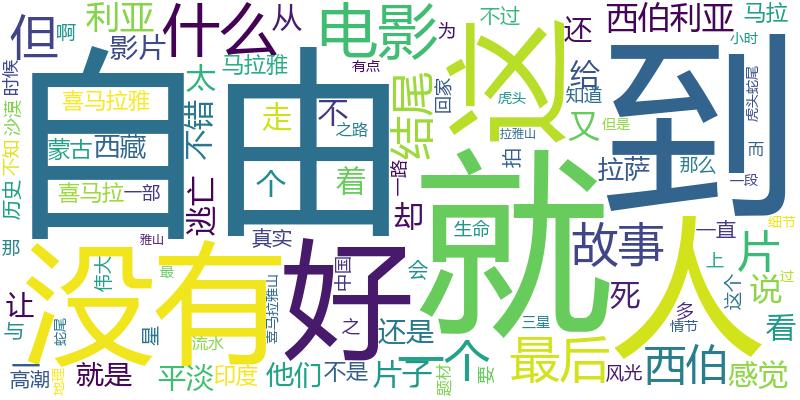 利亚
什么
从
电影
不过
还
西伯利亚
马拉
但
啊
影片
为
小时
自由
这
到
马拉雅
有点
太
给
时候
喜马拉雅
走
不
结尾
回家
虎头
知道
虎头蛇尾
沙漠
不错
之路
又
但是
拉雅山
蒙古
西藏
不知
拍
而
个
着
一路
拉萨
那么
喜马拉
一部
就
一段
历史
逃亡
却
生命
人
细节
那
雅山
真实
故事
一直
没有
好
中国
片
伟大
最
喜马拉雅山
会
死
上
说
过
让
这个
与
蛇尾
星
流水
之
还是
三星
多
情节
看
一
高潮
地理
就是
平淡
印度
他们
不是
片子
题材
一个
要
最后
风光
西伯
感觉